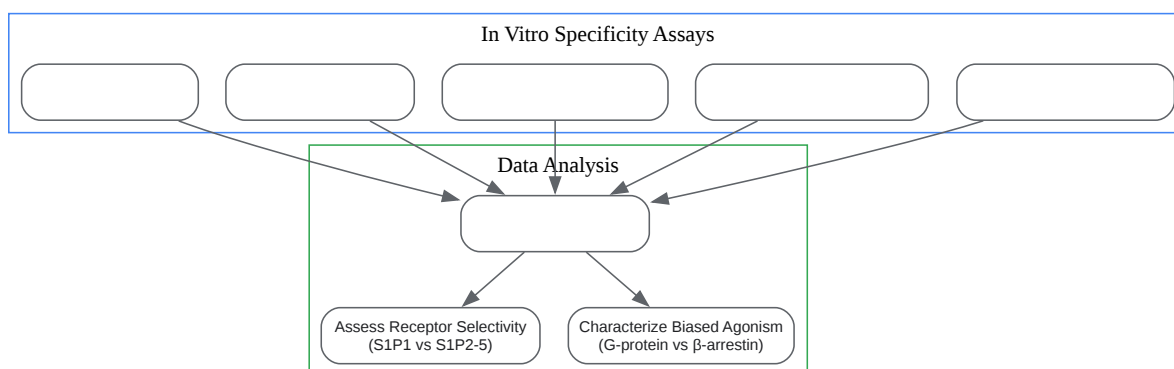 In Vitro Specificity Assays
Data Analysis
Assess Receptor Selectivity
(S1P1 vs S1P2-5)
Characterize Biased Agonism
(G-protein vs β-arrestin)